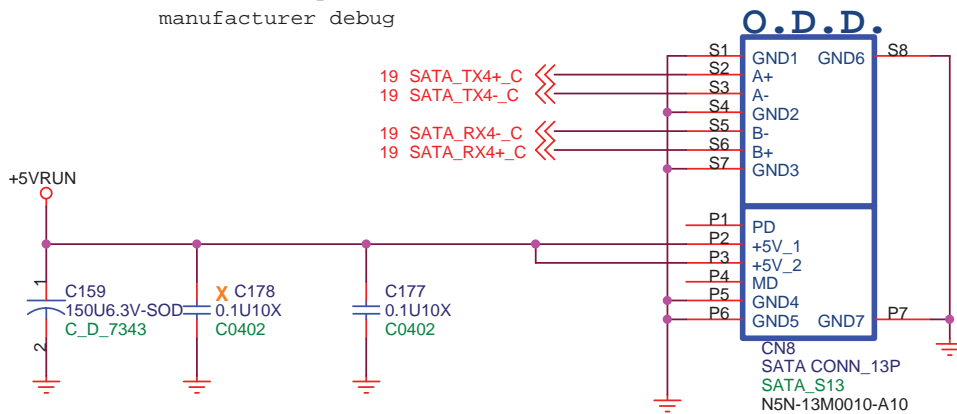 manufacturer debug
O.D.D.
S1 GND1 GND6 S8
19 SATA_TX4+_C S2 A+
19 SATA_TX4-_C S3 A-
S4 GND2
19 SATA_RX4-_C S5 B-
19 SATA_RX4+_C S6 B+
S7 GND3
+5VRUN
P1 PD
P2 +5V_1
P3 +5V_2
P4 MD
P5 GND4
P6 GND5 GND7 P7
1
C159
150U6.3V-SOD
C_D_7343
2
X C178
0.1U10X
C0402
C177
0.1U10X
C0402
CN8
SATA CONN_13P
SATA_S13
N5N-13M0010-A10